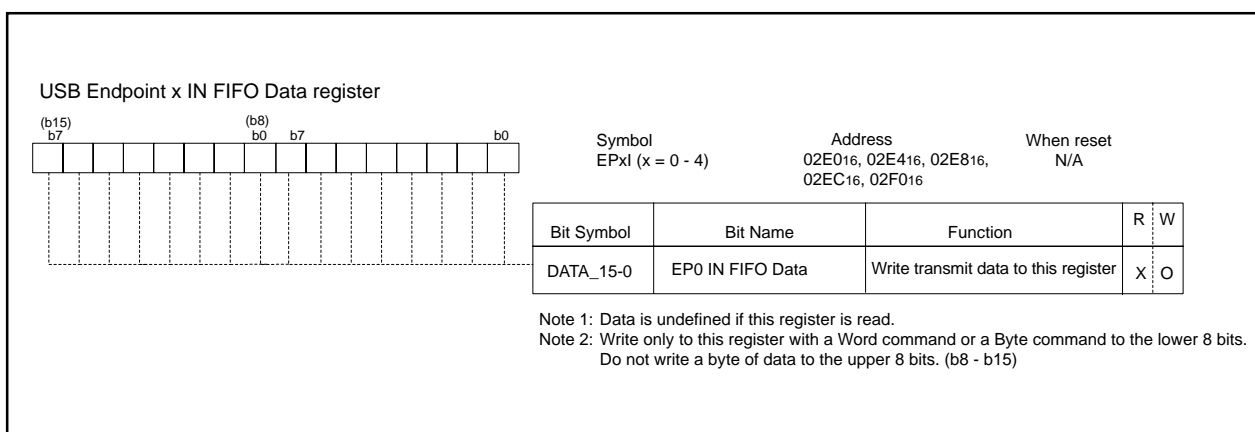 USB Endpoint x IN FIFO Data register
(b15) (b8)
b7 b0 b7 b0
Symbol Address When reset
EPxI (x = 0 - 4) 02E016, 02E416, 02E816, N/A
02EC16, 02F016
Bit Symbol Bit Name Function R W
DATA_15-0 EP0 IN FIFO Data Write transmit data to this register X O
Note 1: Data is undefined if this register is read.
Note 2: Write only to this register with a Word command or a Byte command to the lower 8 bits.
Do not write a byte of data to the upper 8 bits. (b8 - b15)